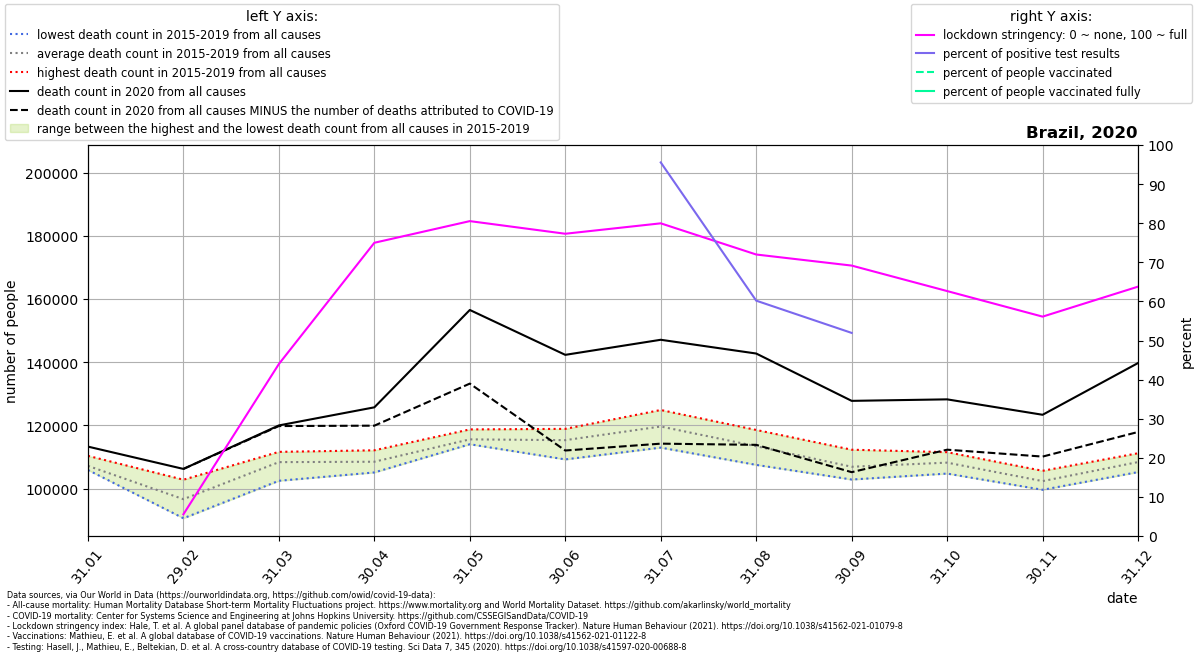 left Y axis:
lowest death count in 2015-2019 from all causes
average death count in 2015-2019 from all causes
highest death count in 2015-2019 from all causes
death count in 2020 from all causes
death count in 2020 from all causes MINUS the number of deaths attributed to COVID-19
range between the highest and the lowest death count from all causes in 2015-2019
right Y axis:
lockdown stringency: 0 ~ none, 100 ~ full
percent of positive test results
percent of people vaccinated
percent of people vaccinated fully
Brazil, 2020
number of people
200000
180000
160000
140000
120000
100000
100
90
80
70
60
50
40
30
20
10
0
percent
31.01
29.02
31.03
30.04
31.05
30.06
31.07
31.08
30.09
31.10
30.11
31.12
date
Data sources, via Our World in Data (https://ourworldindata.org, https://github.com/owid/covid-19-data):
- All-cause mortality: Human Mortality Database Short-term Mortality Fluctuations project. https://www.mortality.org and World Mortality Dataset. https://github.com/akarlinsky/world_mortality
- COVID-19 mortality: Center for Systems Science and Engineering at Johns Hopkins University. https://github.com/CSSEGISandData/COVID-19
- Lockdown stringency index: Hale, T. et al. A global panel database of pandemic policies (Oxford COVID-19 Government Response Tracker). Nature Human Behaviour (2021). https://doi.org/10.1038/s41562-021-01079-8
- Vaccinations: Mathieu, E. et al. A global database of COVID-19 vaccinations. Nature Human Behaviour (2021). https://doi.org/10.1038/s41562-021-01122-8
- Testing: Hasell, J., Mathieu, E., Beltekian, D. et al. A cross-country database of COVID-19 testing. Sci Data 7, 345 (2020). https://doi.org/10.1038/s41597-020-00688-8